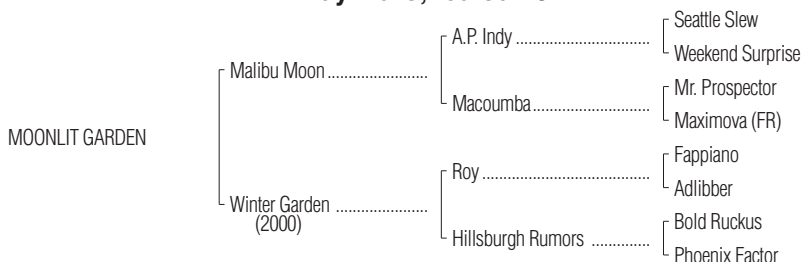 Seattle Slew
A.P. Indy
Weekend Surprise
Malibu Moon
Mr. Prospector
Macoumba
Maximova (FR)
MOONLIT GARDEN
Fappiano
Roy
Adlibber
Winter Garden
(2000)
Bold Ruckus
Hillsburgh Rumors
Phoenix Factor